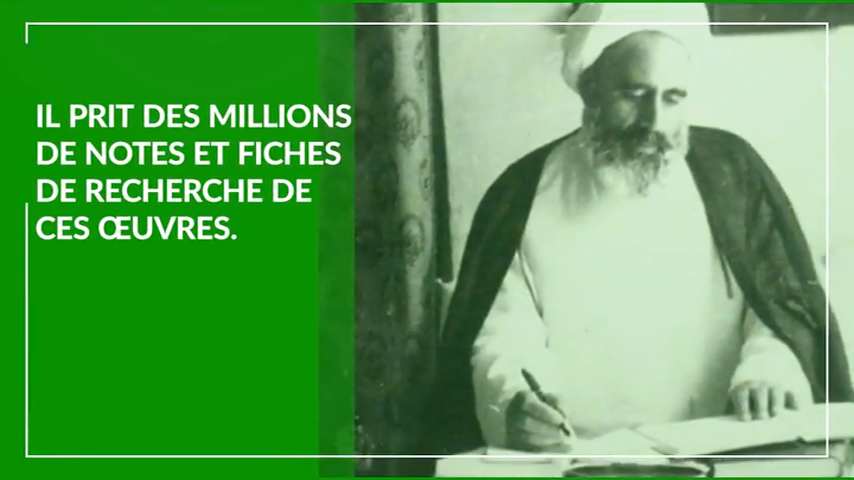 IL PRIT DES MILLIONS
DE NOTES ET FICHES
DE RECHERCHE DE
CES ŒUVRES.